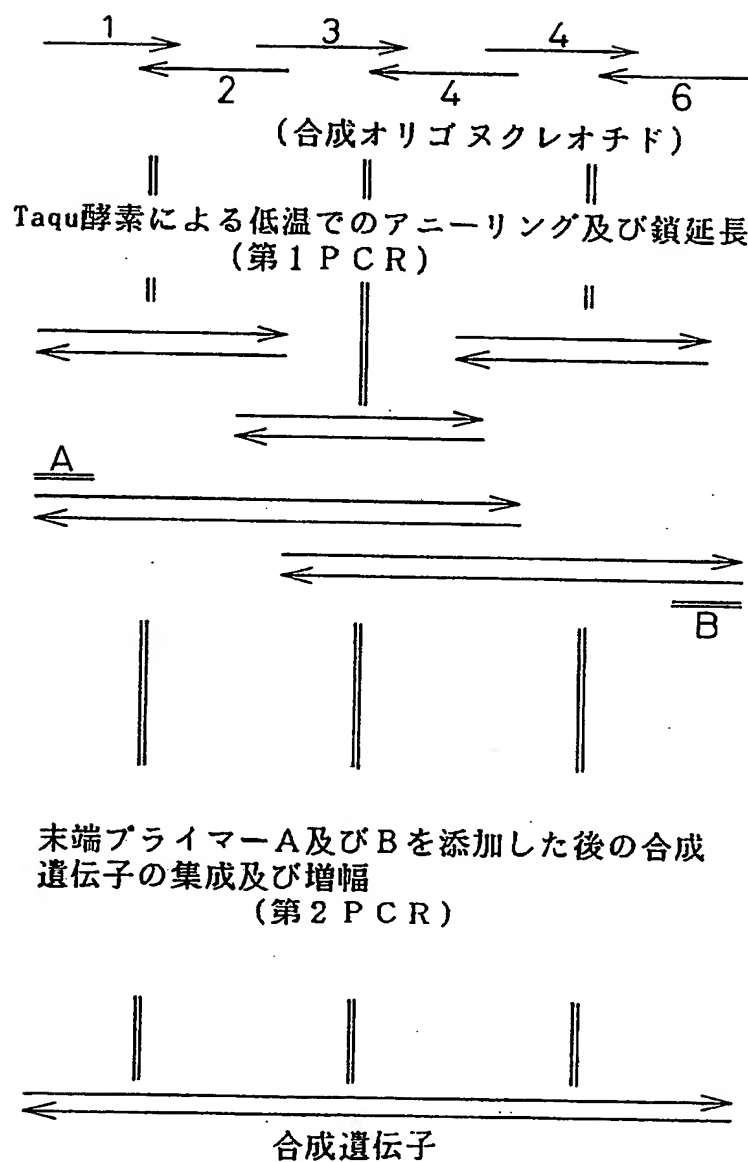 1 3 4
2 4 6
(合成オリゴヌクレオチド)
Taqu酵素による低温でのアニーリング及び鎖延長
(第1PCR)
A
B
末端プライマーA及びBを添加した後の合成
遺伝子の集成及び増幅
(第2PCR)
合成遺伝子